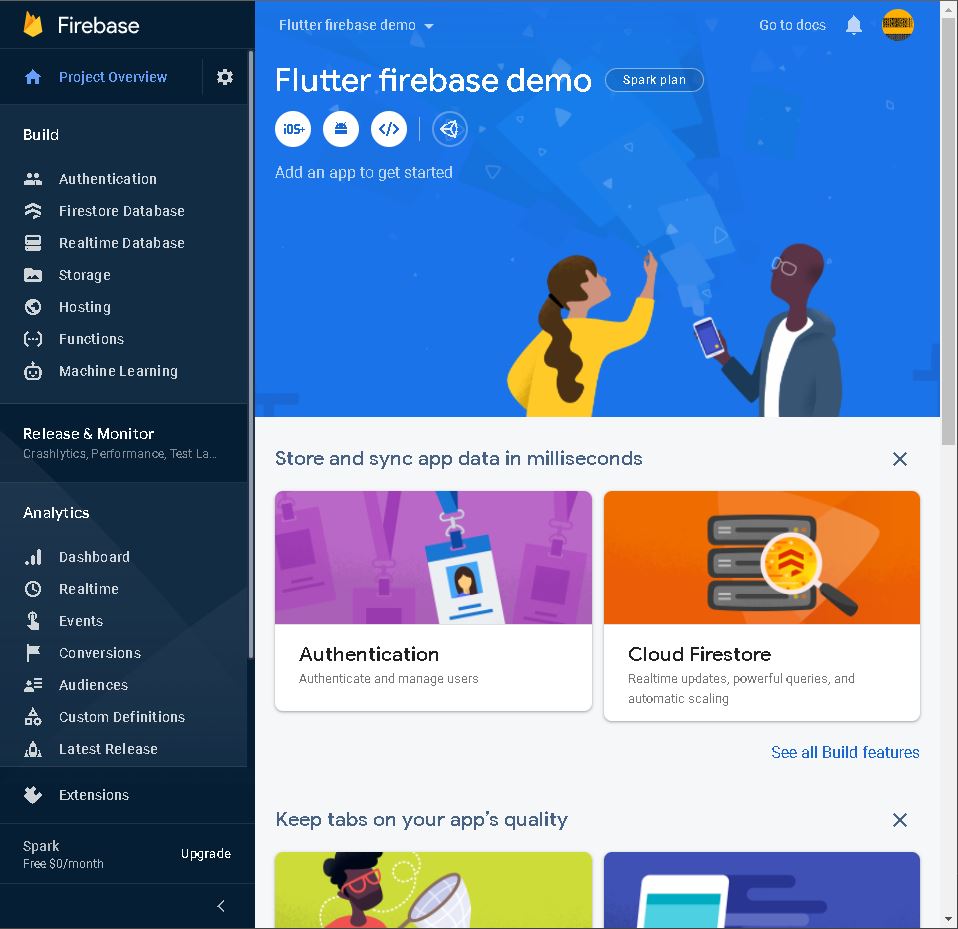 Firebase
Project Overview
Build
Authentication
Firestore Database
Realtime Database
Storage
Hosting
Functions
Machine Learning
Release & Monitor
Crashlytics, Performance, Test La...
Analytics
Dashboard
Realtime
Events
Conversions
Audiences
Custom Definitions
Latest Release
Extensions
Spark
Free $0/month
Upgrade
Flutter firebase demo
Go to docs
Flutter firebase demo
Spark plan
iOS+
Add an app to get started
Store and sync app data in milliseconds
Authentication
Authenticate and manage users
Cloud Firestore
Realtime updates, powerful queries, and
automatic scaling
See all Build features
Keep tabs on your app's quality